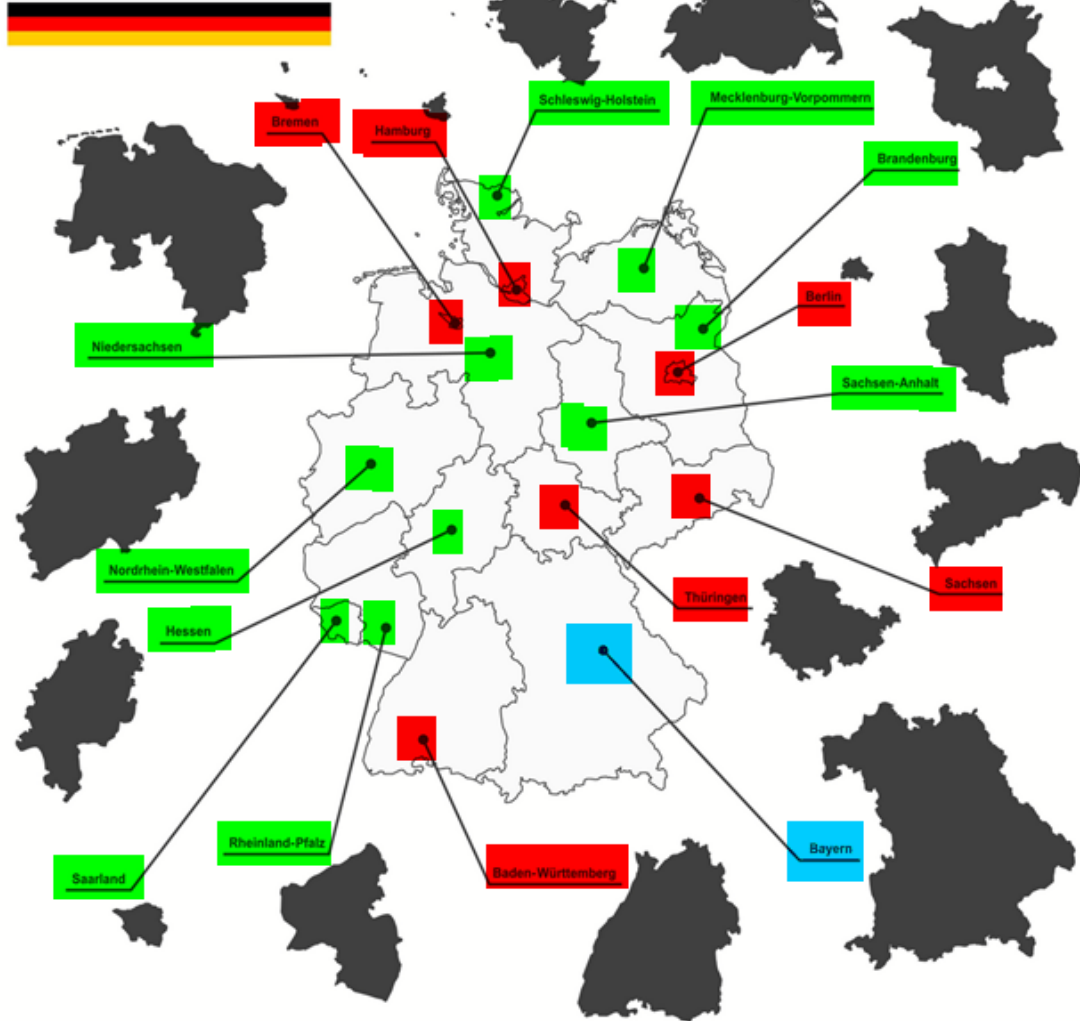 Schleswig-Holstein
Mecklenburg-Vorpommern
Bremen
Hamburg
Brandenburg
Berlin
Niedersachsen
Sachsen-Anhalt
Nordrhein-Westfalen
Sachsen
Thüringen
Hessen
Rheinland-Pfalz
Bayern
Baden-Württemberg
Saarland